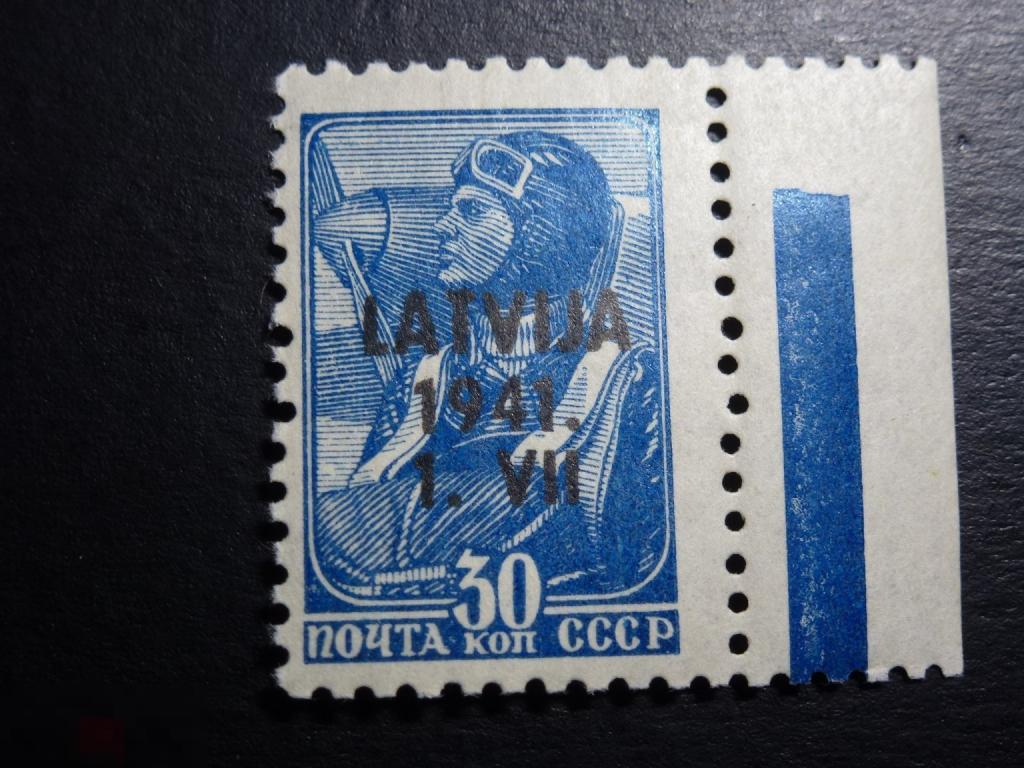 LATVIJA
1941.
1. VII
30
ПОЧТА КОП СССР